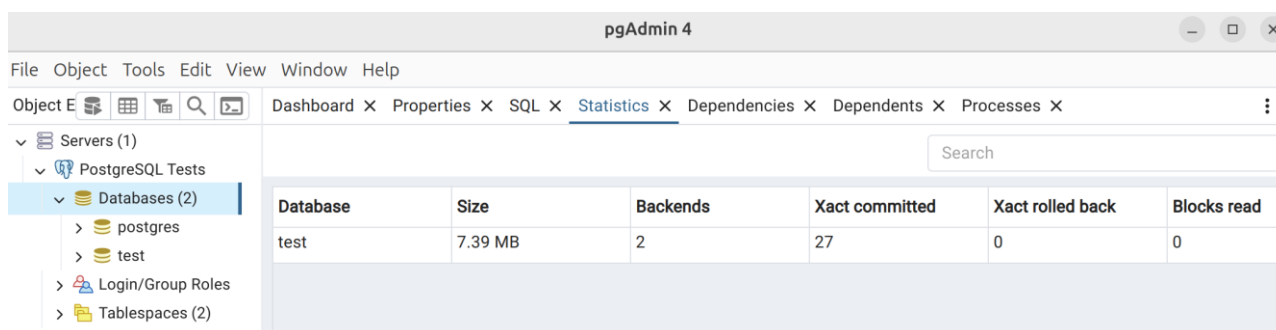 pgAdmin 4
File Object Tools Edit View Window Help
Object E
Dashboard Properties SQL Statistics Dependencies Dependents Processes
Servers (1)
Search
PostgreSQL Tests
Databases (2)
Database Size Backends Xact committed Xact rolled back Blocks read
postgres
test 7.39 MB 2 27 0 0
test
Login/Group Roles
Tablespaces (2)